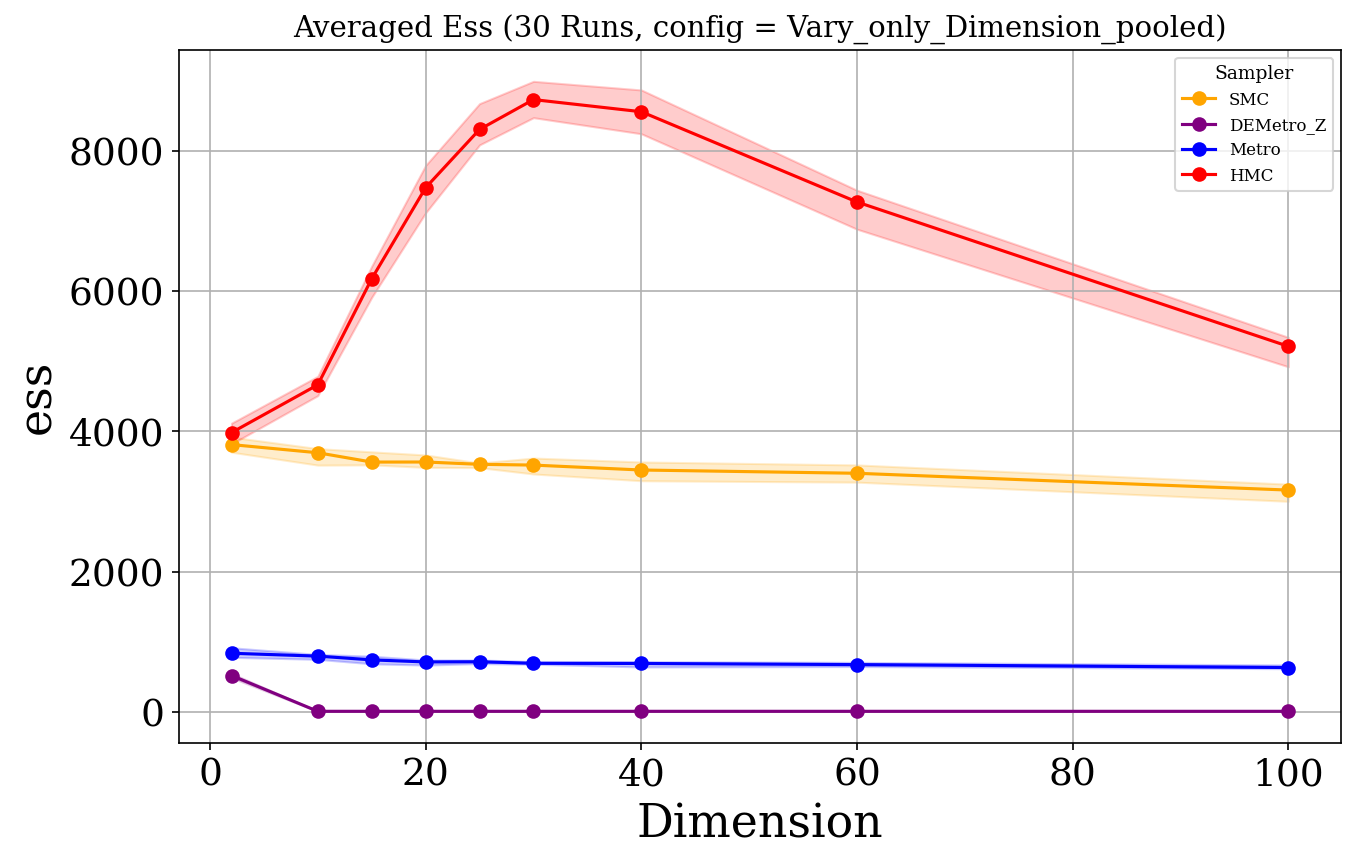 Averaged Ess (30 Runs, config = Vary_only_Dimension_pooled)
Sampler
SMC
DEMetro_Z
Metro
HMC
8000
6000
4000
2000
0
ess
0 20 40 60 80 100
Dimension